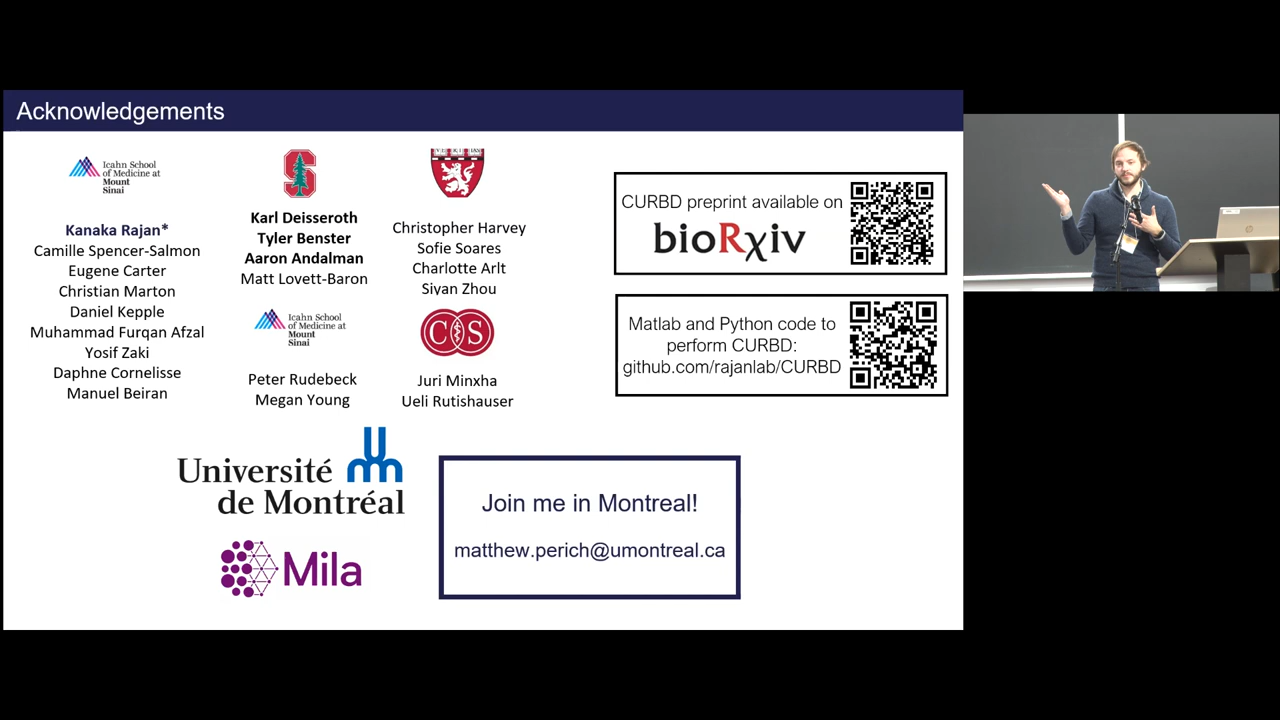 Acknowledgements
Icahn School
of Medicine at
Mount
Sinai
Kanaka Rajan*
Camille Spencer-Salmon
Eugene Carter
Christian Marton
Daniel Kepple
Muhammad Furqan Afzal
Yosif Zaki
Daphne Cornelisse
Manuel Beiran
S
Karl Deisseroth
Tyler Benster
Aaron Andalman
Matt Lovett-Baron
Icahn School
of Medicine at
Mount
Sinai
Peter Rudebeck
Megan Young
Christopher Harvey
Sofie Soares
Charlotte Arlt
Siyan Zhou
CS
Juri Minxha
Ueli Rutishauser
CURBD preprint available on
bioRχiv
Matlab and Python code to
perform CURBD:
github.com/rajanlab/CURBD
Université
de Montréal
Mila
Join me in Montreal!
matthew.perich@umontreal.ca